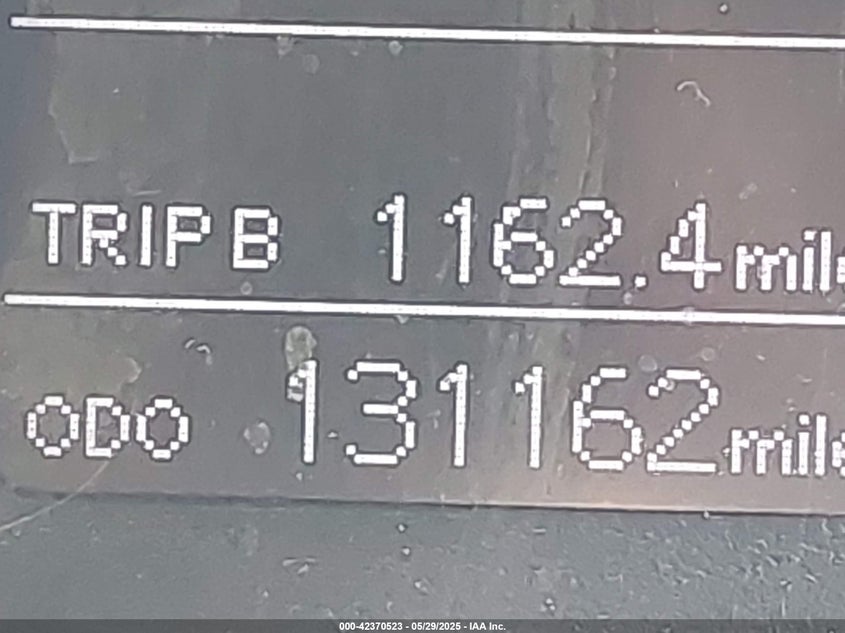 TRIP B 1162.4 mile
ODO 131162 mile
000-42370523 - 05/29/2025 - IAA Inc.